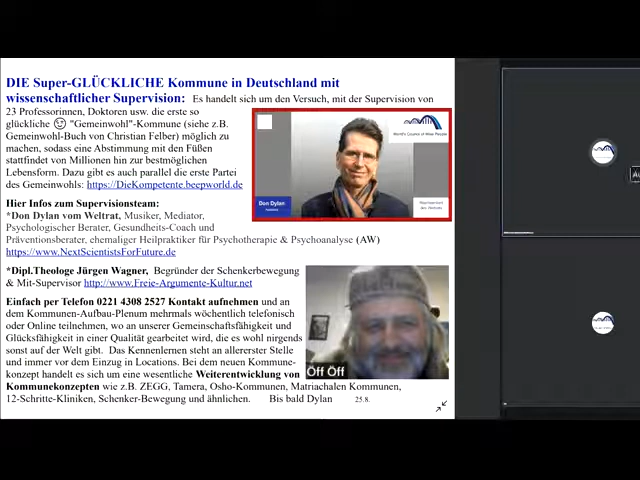 DIE Super-GLÜCKLICHE Kommune in Deutschland mit
wissenschaftlicher Supervision: Es handelt sich um den Versuch, mit der Supervision von
23 Professorinnen, Doktoren usw. die erste so
glückliche 😉 "Gemeinwohl"-Kommune (siehe z.B.
Gemeinwohl-Buch von Christian Felber) möglich zu
machen, sodass eine Abstimmung mit den Füßen
stattfindet von Millionen hin zur bestmöglichen
Lebensform. Dazu gibt es auch parallel die erste Partei
des Gemeinwohls: https://DieKompetente.beepworld.de
World's Council of Wise People
Don Dylan
Hier Infos zum Supervisionsteam:
*Don Dylan vom Weltrat, Musiker, Mediator,
Psychologischer Berater, Gesundheits-Coach und
Präventionsberater, ehemaliger Heilpraktiker für Psychotherapie & Psychoanalyse (AW)
https://www.NextScientistsForFuture.de
*Dipl.Theologe Jürgen Wagner, Begründer der Schenkerbewegung
& Mit-Supervisor http://www.Freie-Argumente-Kultur.net
Einfach per Telefon 0221 4308 2527 Kontakt aufnehmen und an
dem Kommunen-Aufbau-Plenum mehrmals wöchentlich telefonisch
oder Online teilnehmen, wo an unserer Gemeinschaftsfähigkeit und
Glücksfähigkeit in einer Qualität gearbeitet wird, die es wohl nirgends
sonst auf der Welt gibt. Das Kennenlernen steht an allererster Stelle
und immer vor dem Einzug in Locations. Bei dem neuen Kommune-
konzept handelt es sich um eine wesentliche Weiterentwicklung von
Kommunekonzepten wie z.B. ZEGG, Tamera, Osho-Kommunen, Matriachalen Kommunen,
12-Schritte-Kliniken, Schenker-Bewegung und ähnlichen. Bis bald Dylan 25.8.
Öff Öff